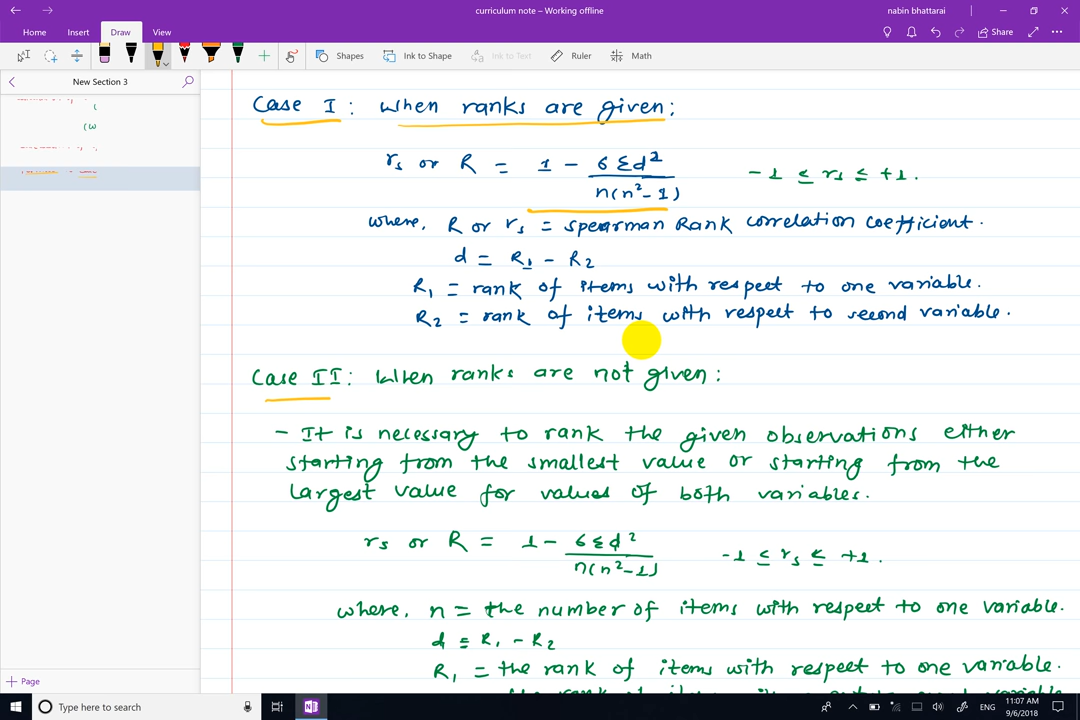 curriculum note – Working offline
nabin bhattarai
Home Insert Draw View
Share
Shapes Ink to Shape Ink to Text Ruler Math
New Section 3
Case I: When ranks are given:
rs or R = 1 - 6Σd² / n(n²-1) -1 ≤ rs ≤ +1.
where, R or rs = spearman Rank correlation coefficient.
d = R1 - R2
R1 = rank of items with respect to one variable.
R2 = rank of items with respect to second variable.
Case II: When ranks are not given:
- It is necessary to rank the given observations either
starting from the smallest value or starting from the
largest value for values of both variables.
rs or R = 1 - 6Σd² / n(n²-1) -1 ≤ rs ≤ +1.
where, n = the number of items with respect to one variable.
d = R1 - R2
R1 = the rank of items with respect to one variable.
+ Page
Type here to search
ENG
11:07 AM
9/6/2018